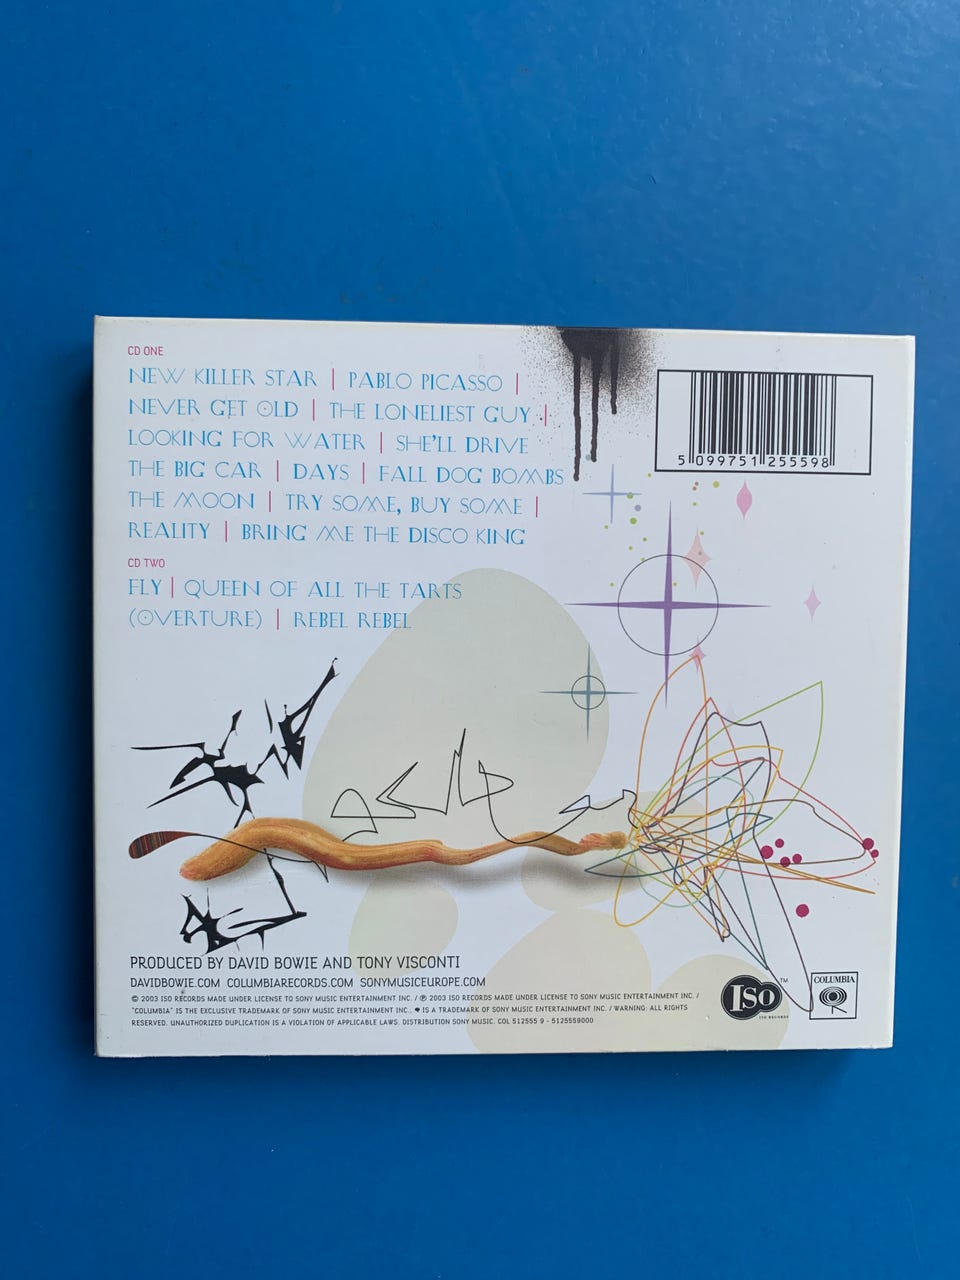 CD ONE
NEW KILLER STAR | PABLO PICASSO |
NEVER GET OLD | THE LONELIEST GUY |
LOOKING FOR WATER | SHE'LL DRIVE
THE BIG CAR | DAYS | FALL DOG BOMBS
THE MOON | TRY SOME, BUY SOME |
REALITY | BRING ME THE DISCO KING
CD TWO
FLY | QUEEN OF ALL THE TARTS
(OVERTURE) | REBEL REBEL
5 099751 255598
PRODUCED BY DAVID BOWIE AND TONY VISCONTI
DAVIDBOWIE.COM COLUMBIARECORDS.COM SONYMUSICEUROPE.COM
© 2003 ISO RECORDS MADE UNDER LICENSE TO SONY MUSIC ENTERTAINMENT INC. / ℗ 2003 ISO RECORDS MADE UNDER LICENSE TO SONY MUSIC ENTERTAINMENT INC. /
"COLUMBIA" IS THE EXCLUSIVE TRADEMARK OF SONY MUSIC ENTERTAINMENT INC., IS A TRADEMARK OF SONY MUSIC ENTERTAINMENT INC. / WARNING: ALL RIGHTS
RESERVED. UNAUTHORIZED DUPLICATION IS A VIOLATION OF APPLICABLE LAWS. DISTRIBUTION SONY MUSIC. COL 512555 9 - 5125559000
ISO ™
ISO RECORDS
COLUMBIA